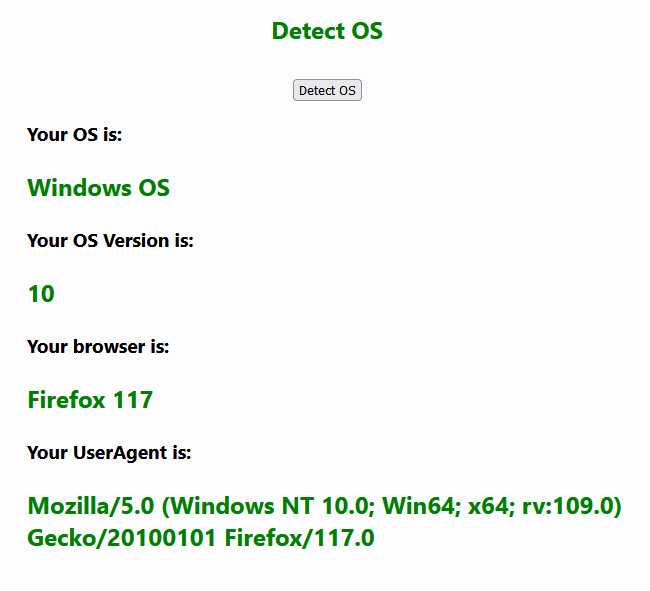 Detect OS
Detect OS
Your OS is:
Windows OS
Your OS Version is:
10
Your browser is:
Firefox 117
Your UserAgent is:
Mozilla/5.0 (Windows NT 10.0; Win64; x64; rv:109.0)
Gecko/20100101 Firefox/117.0